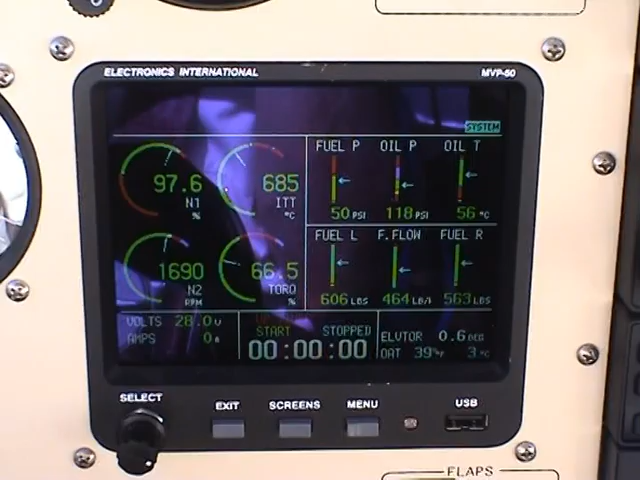 ELECTRONICS INTERNATIONAL MVP-50
SYSTEM
FUEL P OIL P OIL T
97.6 685
N1 ITT
% °C
50 PSI 118 PSI 56 °C
FUEL L F.FLOW FUEL R
1690 66.5
N2 TORQ
RPM %
606 LBS 464 LB/H 563 LBS
VOLTS 28.0 V
AMPS 0 A
START STOPPED
00:00:00
ELVTOR 0.6 DEG
OAT 39°F 3°C
SELECT EXIT SCREENS MENU USB
FLAPS